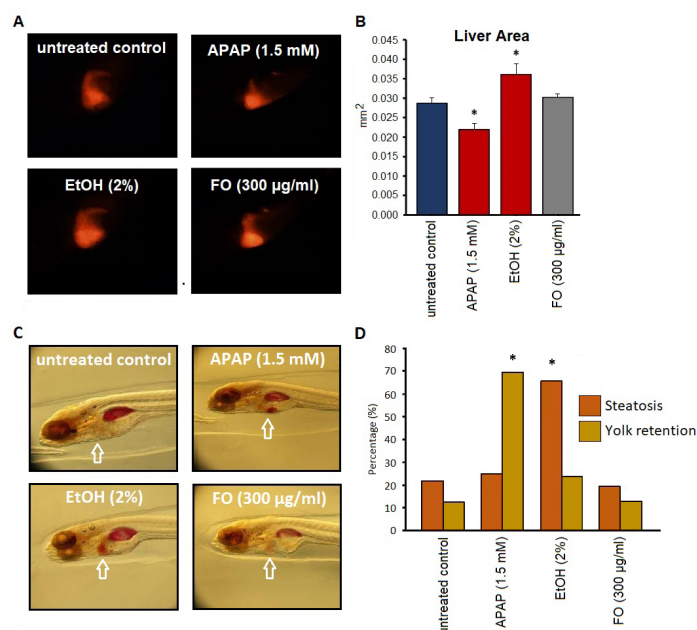 A
untreated control
APAP (1.5 mM)
EtOH (2%)
FO (300 µg/ml)
.
B
Liver Area
mm2
0.045
0.040
0.035
0.030
0.025
0.020
0.015
0.010
0.005
0.000
*
*
untreated control
APAP (1.5 mM)
EtOH (2%)
FO (300 µg/ml)
C
untreated control
APAP (1.5 mM)
EtOH (2%)
FO (300 µg/ml)
D
Percentage (%)
80
70
60
50
40
30
20
10
0
*
*
Steatosis
Yolk retention
untreated control
APAP (1.5 mM)
EtOH (2%)
FO (300 µg/ml)